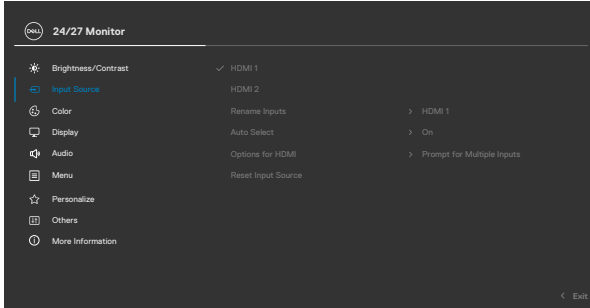 DELL 24/27 Monitor
Brightness/Contrast ✓ HDMI 1
Input Source HDMI 2
Color Rename Inputs > HDMI 1
Display Auto Select > On
Audio Options for HDMI > Prompt for Multiple Inputs
Menu Reset Input Source
Personalize
Others
More Information
< Exit